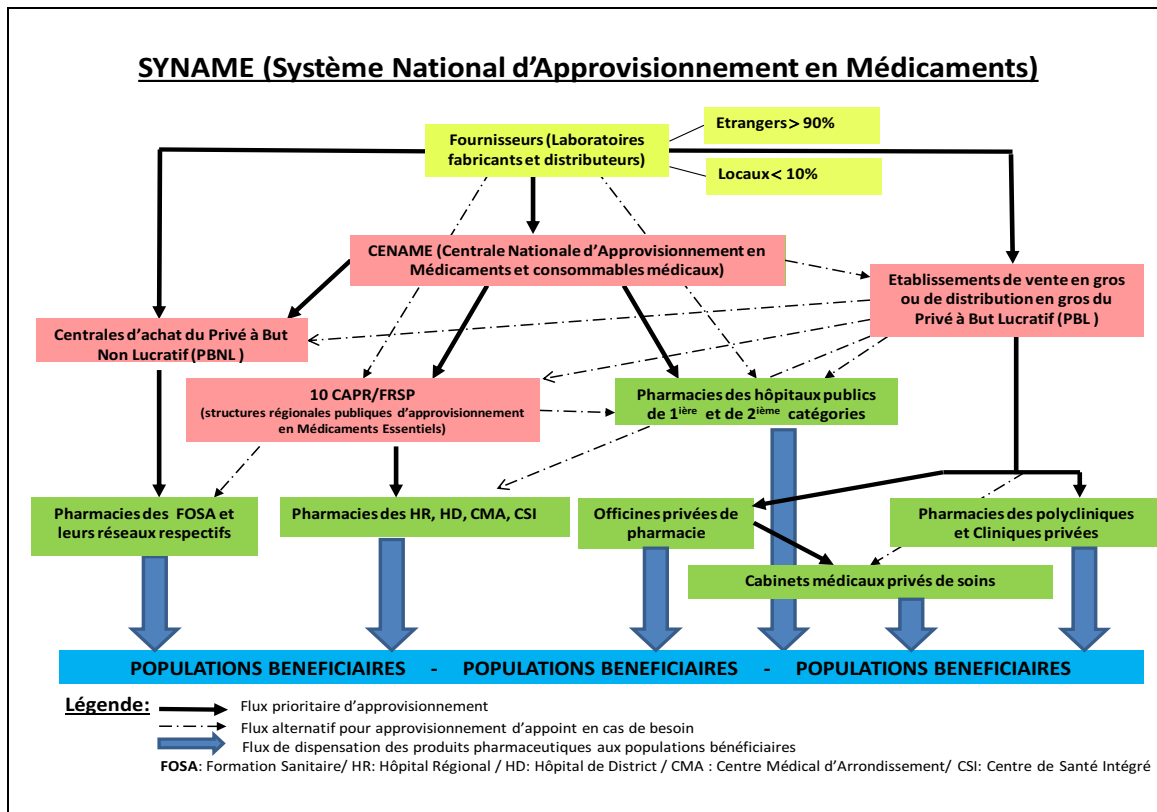 SYNAME (Système National d’Approvisionnement en Médicaments)
Etrangers > 90%
Fournisseurs (Laboratoires
fabricants et distributeurs)
Locaux < 10%
CENAME (Centrale Nationale d’Approvisionnement en
Médicaments et consommables médicaux)
Etablissements de vente en gros
ou de distribution en gros du
Privé à But Lucratif (PBL )
Centrales d’achat du Privé à But
Non Lucratif (PBNL )
10 CAPR/FRSP
(structures régionales publiques d’approvisionnement
en Médicaments Essentiels)
Pharmacies des hôpitaux publics
de 1ière et de 2ième catégories
Pharmacies des FOSA et
leurs réseaux respectifs
Pharmacies des HR, HD, CMA, CSI
Officines privées de
pharmacie
Pharmacies des polycliniques
et Cliniques privées
Cabinets médicaux privés de soins
POPULATIONS BENEFICIAIRES - POPULATIONS BENEFICIAIRES - POPULATIONS BENEFICIAIRES
Légende:
Flux prioritaire d’approvisionnement
Flux alternatif pour approvisionnement d’appoint en cas de besoin
Flux de dispensation des produits pharmaceutiques aux populations bénéficiaires
FOSA: Formation Sanitaire/ HR: Hôpital Régional / HD: Hôpital de District / CMA : Centre Médical d’Arrondissement/ CSI: Centre de Santé Intégré